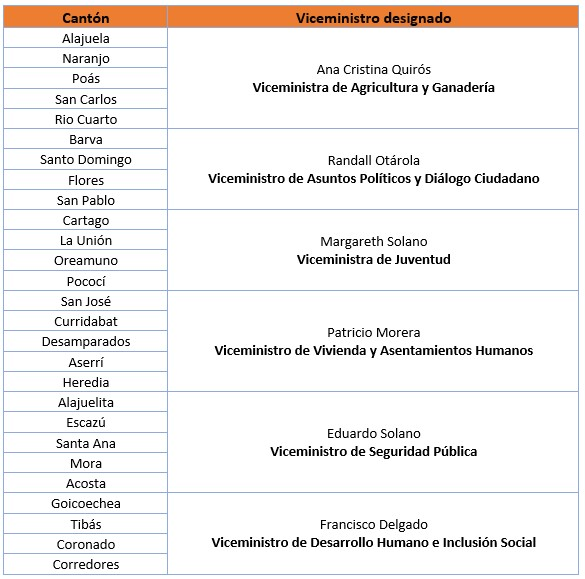 Cantón Viceministro designado
Alajuela
Naranjo
Poás
San Carlos
Rio Cuarto
Ana Cristina Quirós
Viceministra de Agricultura y Ganadería
Barva
Santo Domingo
Flores
San Pablo
Randall Otárola
Viceministro de Asuntos Políticos y Diálogo Ciudadano
Cartago
La Unión
Oreamuno
Pococí
Margareth Solano
Viceministra de Juventud
San José
Curridabat
Desamparados
Aserrí
Heredia
Patricio Morera
Viceministro de Vivienda y Asentamientos Humanos
Alajuelita
Escazú
Santa Ana
Mora
Acosta
Eduardo Solano
Viceministro de Seguridad Pública
Goicoechea
Tibás
Coronado
Corredores
Francisco Delgado
Viceministro de Desarrollo Humano e Inclusión Social